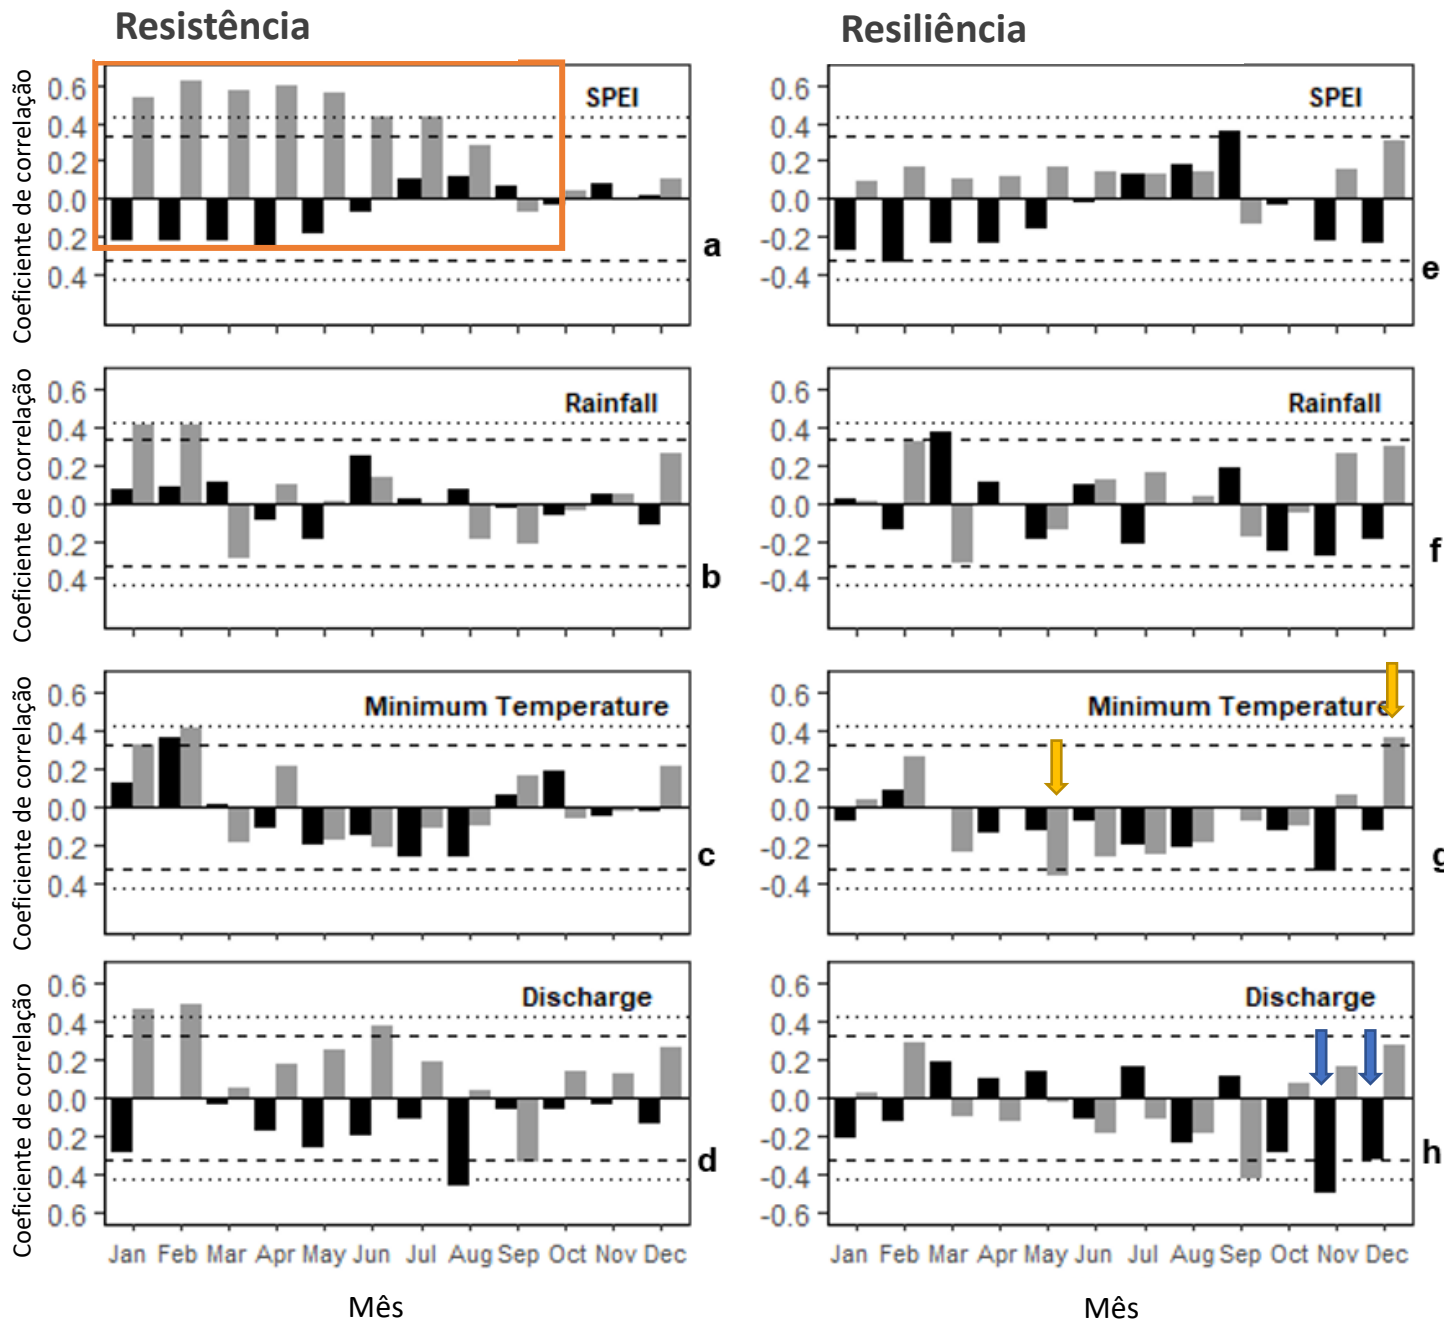 Resistência
Resiliência
Coeficiente de correlação
0.6
0.4
0.2
0.0
0.2
0.4
SPEI
a
0.6
0.4
0.2
0.0
-0.2
-0.4
SPEI
e
Coeficiente de correlação
0.6
0.4
0.2
0.0
0.2
0.4
Rainfall
b
0.6
0.4
0.2
0.0
-0.2
-0.4
Rainfall
f
Coeficiente de correlação
0.6
0.4
0.2
0.0
0.2
0.4
Minimum Temperature
c
0.6
0.4
0.2
0.0
-0.2
-0.4
Minimum Temperature
g
Coeficiente de correlação
0.6
0.4
0.2
0.0
0.2
0.4
0.6
Discharge
d
0.6
0.4
0.2
0.0
-0.2
-0.4
-0.6
Discharge
h
Jan Feb Mar Apr May Jun Jul Aug Sep Oct Nov Dec
Jan Feb Mar Apr May Jun Jul Aug Sep Oct Nov Dec
Mês
Mês